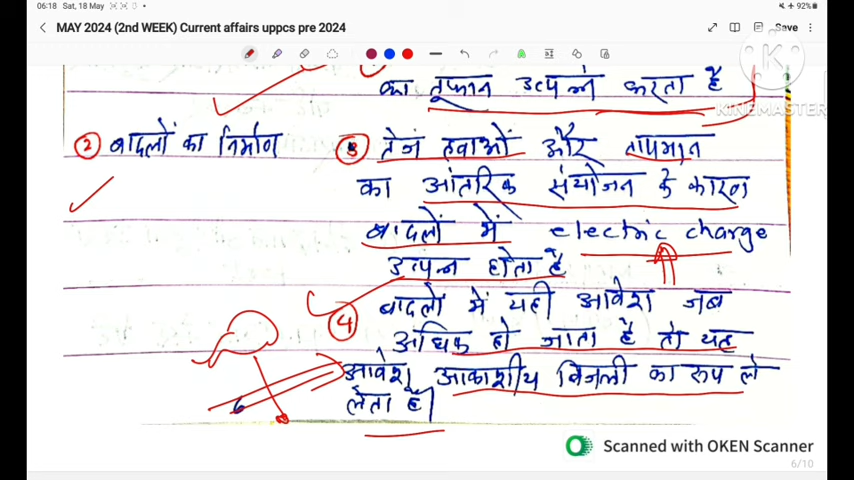 06:18 Sat, 18 May
92%
MAY 2024 (2nd WEEK) Current affairs uppcs pre 2024
Save
K
KINEMASTER
का तूफान उत्पन्न करता है
② बादलों का निर्माण
③ तेज हवाओं और तापमान
का आंतरिक संयोजन के कारण
बादलों में electric charge
उत्पन्न होता है
④ बादलों में यही आवेश जब
अधिक हो जाता है तो यह
आवेश आकाशीय बिजली का रूप ले
लेता है।
Scanned with OKEN Scanner
6/10